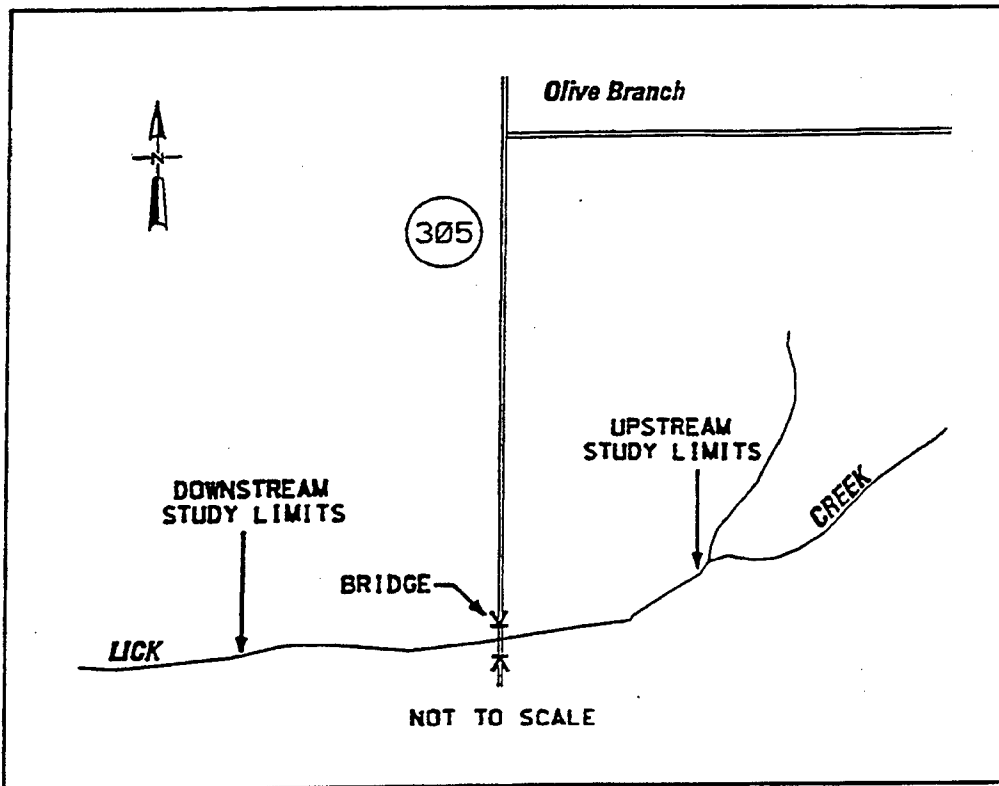 Olive Branch
N
305
UPSTREAM
STUDY LIMITS
CREEK
DOWNSTREAM
STUDY LIMITS
BRIDGE
LICK
NOT TO SCALE